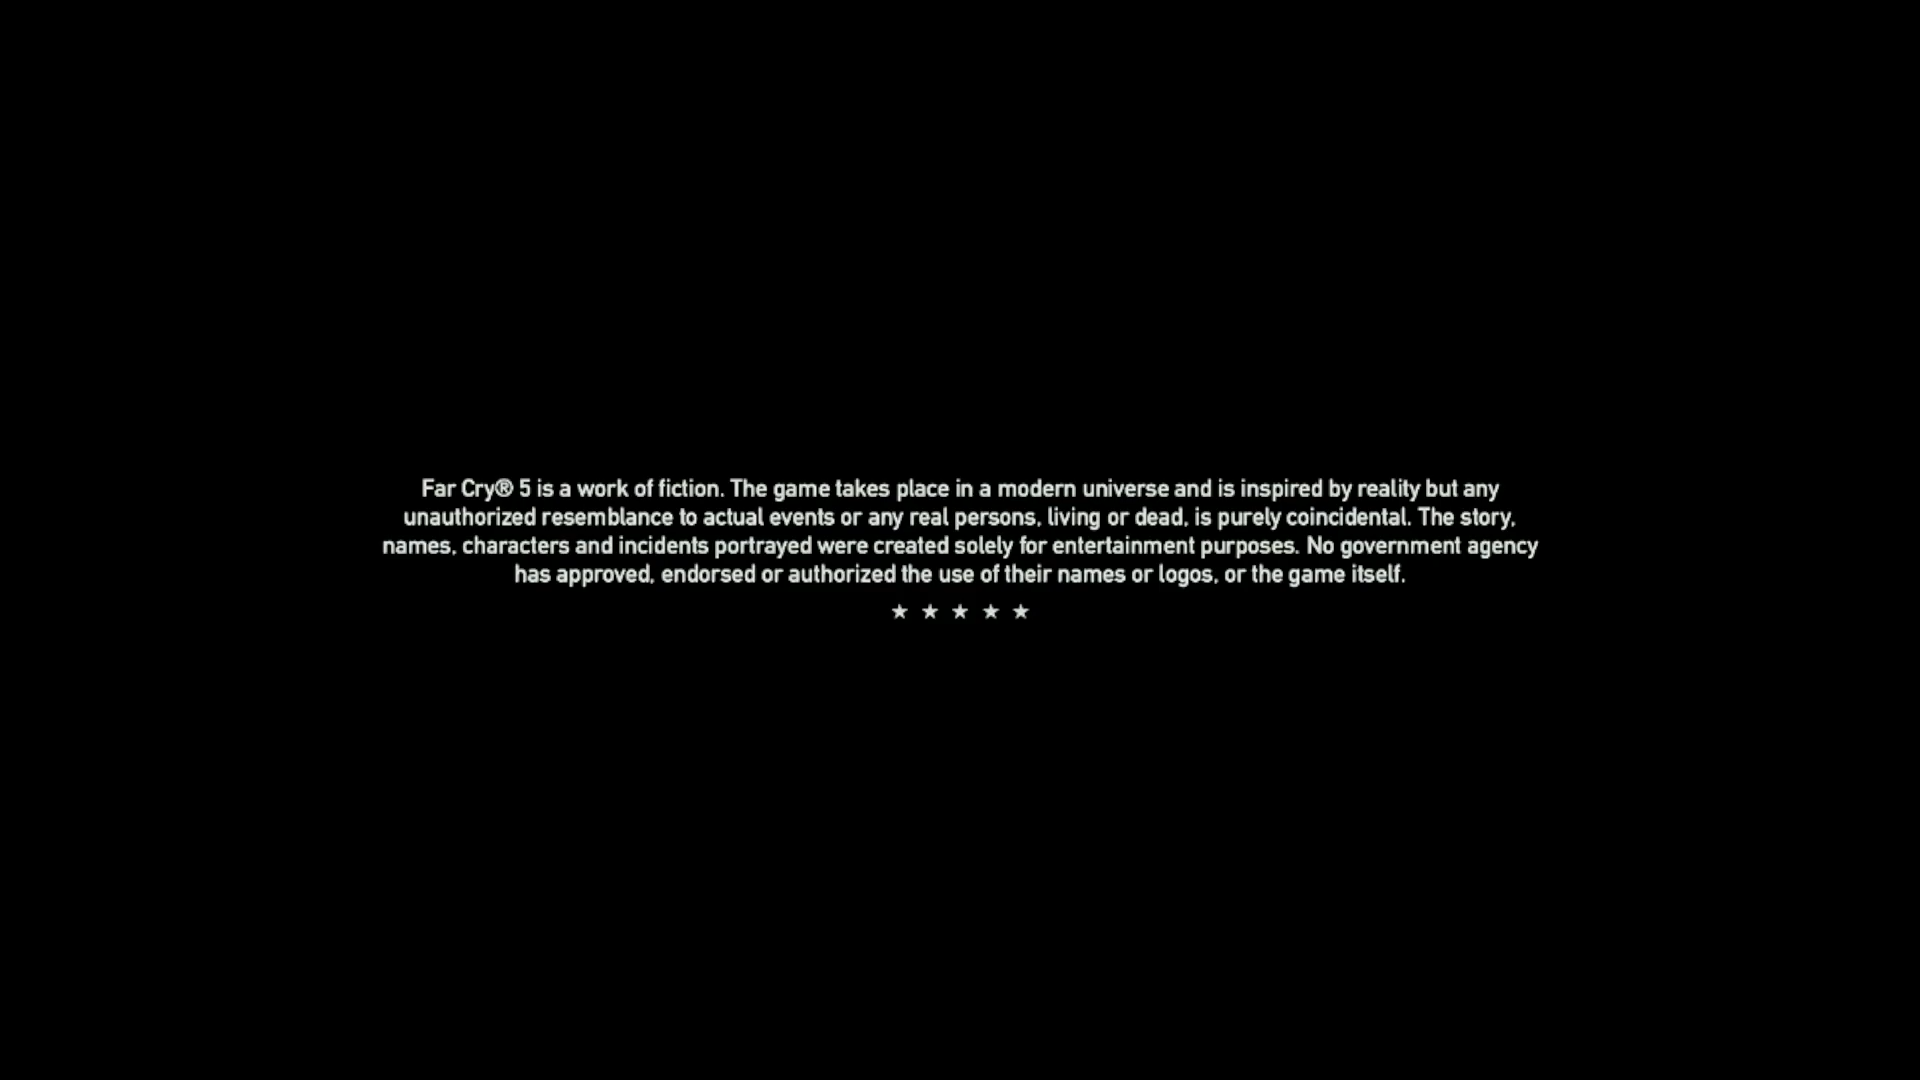 Far Cry® 5 is a work of fiction. The game takes place in a modern universe and is inspired by reality but any
unauthorized resemblance to actual events or any real persons, living or dead, is purely coincidental. The story,
names, characters and incidents portrayed were created solely for entertainment purposes. No government agency
has approved, endorsed or authorized the use of their names or logos, or the game itself.
★ ★ ★ ★ ★